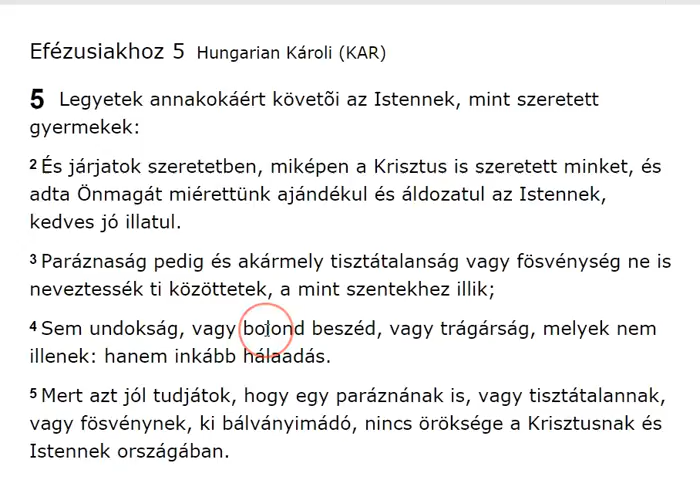 Efézusiakhoz 5 Hungarian Károli (KAR)
5 Legyetek annakokáért követõi az Istennek, mint szeretett
gyermekek:
2 És járjatok szeretetben, miképen a Krisztus is szeretett minket, és
adta Önmagát miérettünk ajándékul és áldozatul az Istennek,
kedves jó illatul.
3 Paráznaság pedig és akármely tisztátalanság vagy fösvénység ne is
neveztessék ti közöttetek, a mint szentekhez illik;
4 Sem undokság, vagy bolond beszéd, vagy trágárság, melyek nem
illenek: hanem inkább hálaadás.
5 Mert azt jól tudjátok, hogy egy paráznának is, vagy tisztátalannak,
vagy fösvénynek, ki bálványimádó, nincs öröksége a Krisztusnak és
Istennek országában.